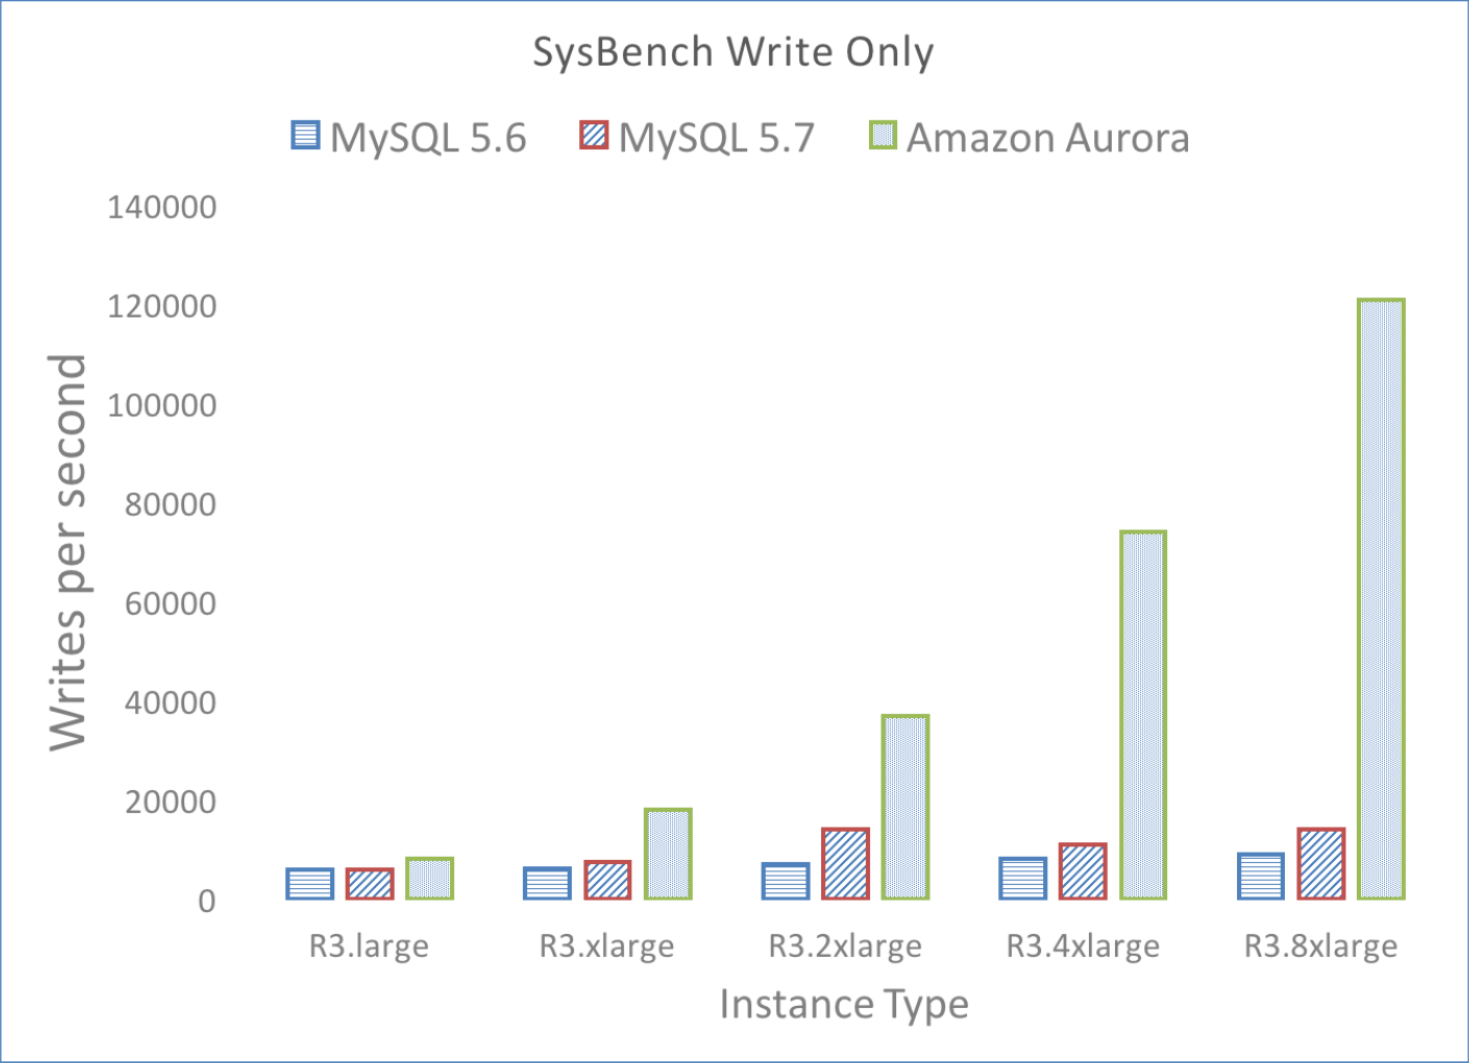 SysBench Write Only
MySQL 5.6 MySQL 5.7 Amazon Aurora
140000
120000
100000
80000
60000
40000
20000
0
Writes per second
R3.large R3.xlarge R3.2xlarge R3.4xlarge R3.8xlarge
Instance Type